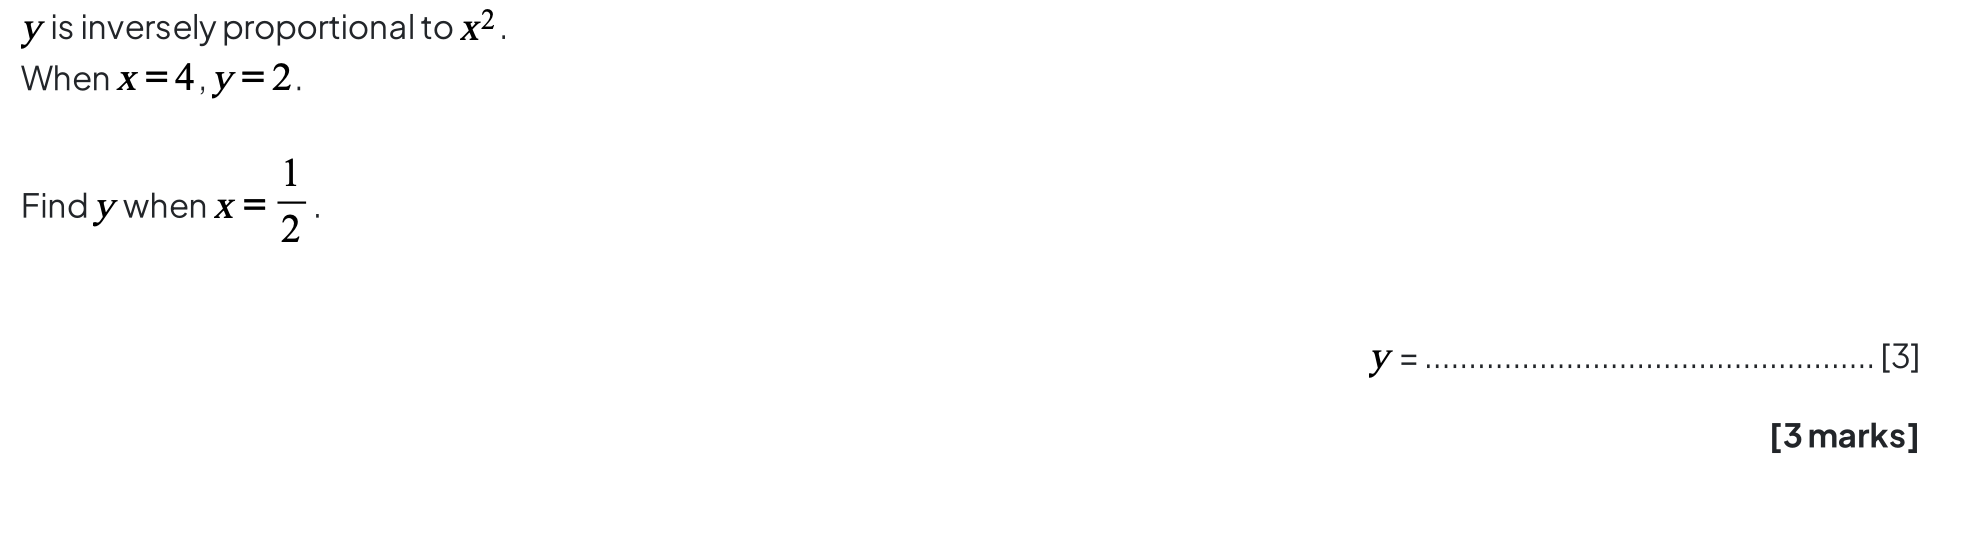 y is inversely proportional to x².
When x = 4, y = 2.
Find y when x = 1/2.
y = .................................................. [3]
[3 marks]